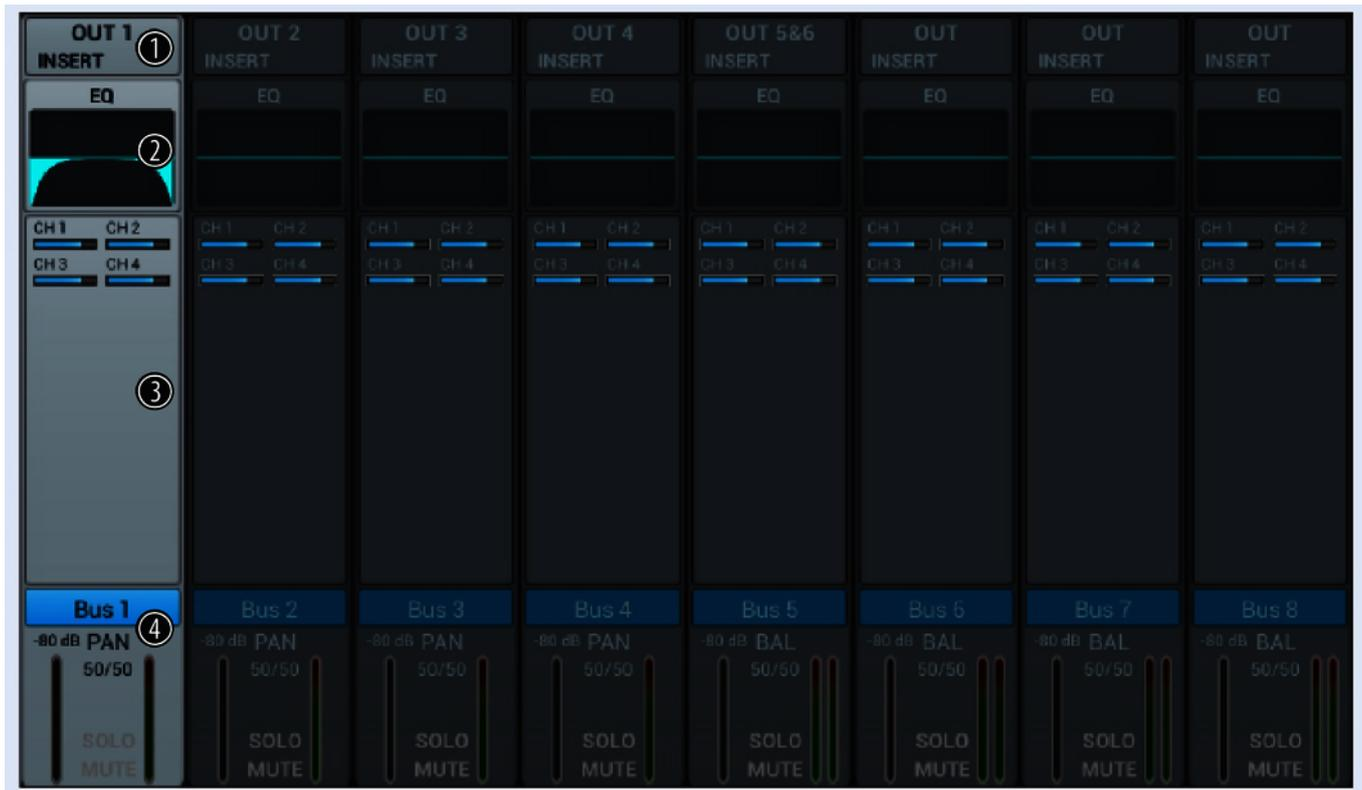 OUT 1 ① OUT 2 OUT 3 OUT 4 OUT 5&6 OUT OUT OUT
INSERT INSERT INSERT INSERT INSERT INSERT INSERT INSERT
EQ EQ EQ EQ EQ EQ EQ EQ
②
CH 1 CH 2 CH 1 CH 2 CH 1 CH 2 CH 1 CH 2 CH 1 CH 2 CH 1 CH 2 CH 1 CH 2 CH 1 CH 2
CH 3 CH 4 CH 3 CH 4 CH 3 CH 4 CH 3 CH 4 CH 3 CH 4 CH 3 CH 4 CH 3 CH 4 CH 3 CH 4
③
Bus 1 Bus 2 Bus 3 Bus 4 Bus 5 Bus 6 Bus 7 Bus 8
④
-80 dB PAN -80 dB PAN -80 dB PAN -80 dB PAN -80 dB BAL -80 dB BAL -80 dB BAL -80 dB BAL
50/50 50/50 50/50 50/50 50/50 50/50 50/50 50/50
SOLO SOLO SOLO SOLO SOLO SOLO SOLO SOLO
MUTE MUTE MUTE MUTE MUTE MUTE MUTE MUTE